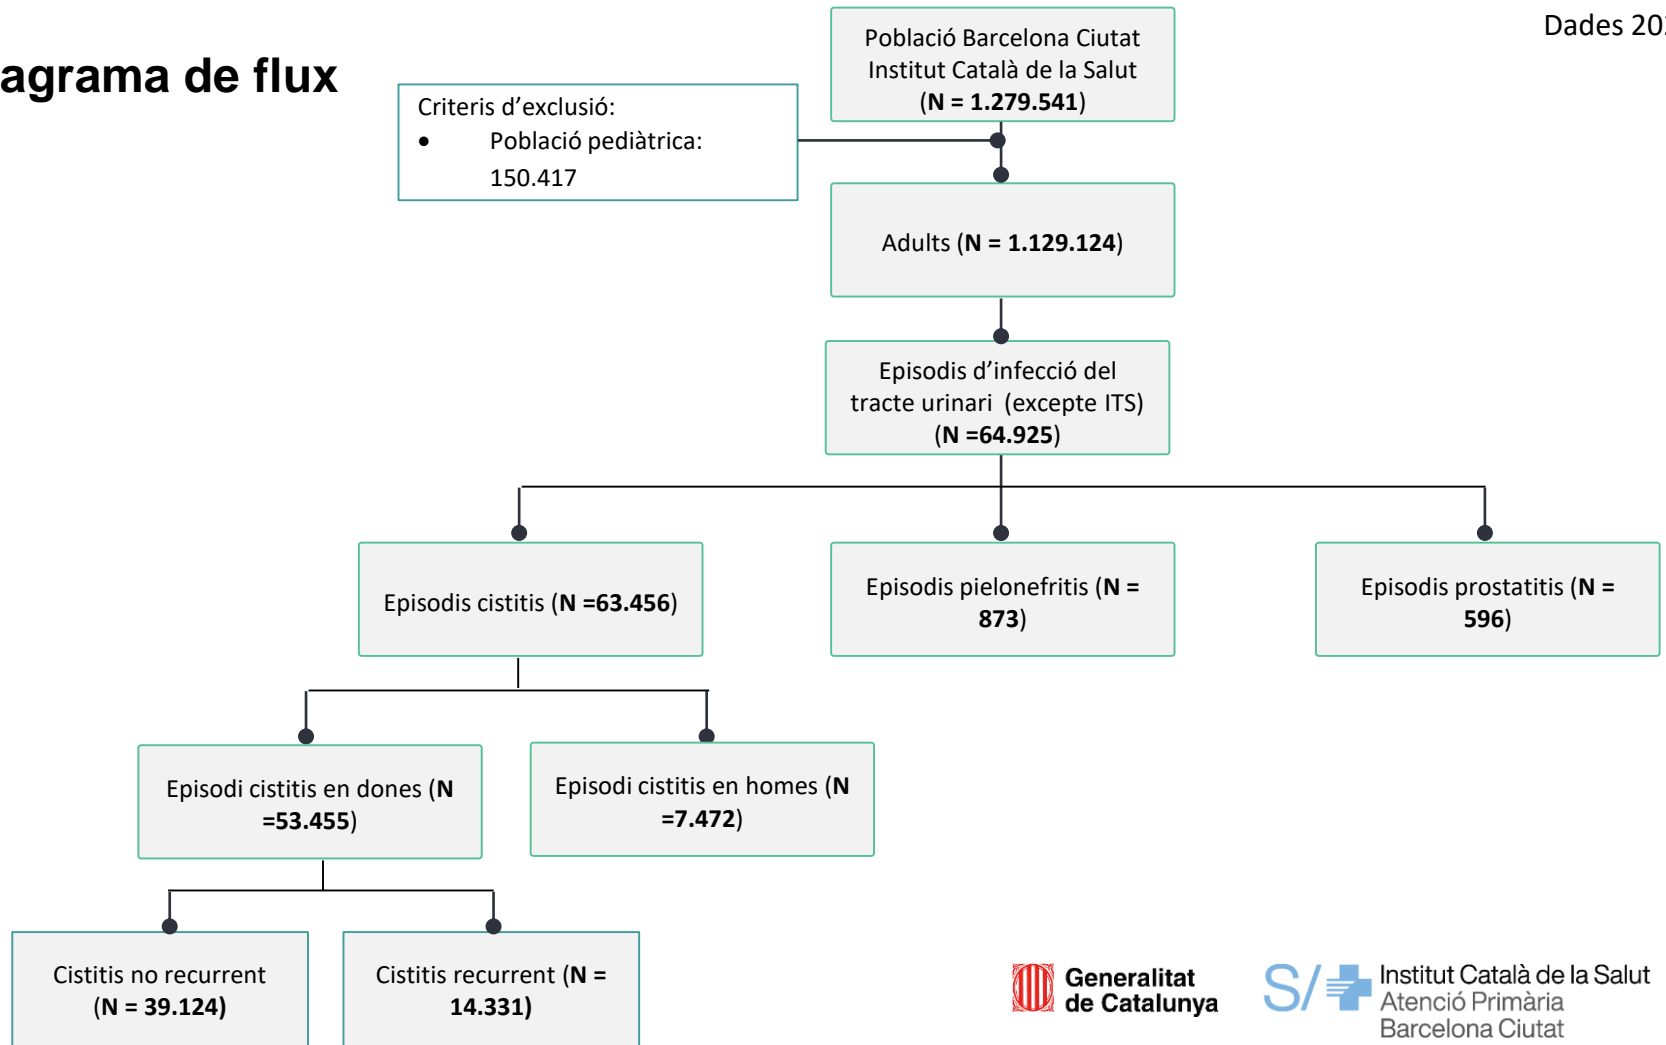 Dades 20
agrama de flux
Població Barcelona Ciutat
Institut Català de la Salut
(N = 1.279.541)
Criteris d’exclusió:
• Població pediàtrica:
150.417
Adults (N = 1.129.124)
Episodis d’infecció del
tracte urinari (excepte ITS)
(N =64.925)
Episodis cistitis (N =63.456)
Episodis pielonefritis (N =
873)
Episodis prostatitis (N =
596)
Episodi cistitis en dones (N
=53.455)
Episodi cistitis en homes (N
=7.472)
Cistitis no recurrent
(N = 39.124)
Cistitis recurrent (N =
14.331)
Generalitat
de Catalunya
S/
Institut Català de la Salut
Atenció Primària
Barcelona Ciutat